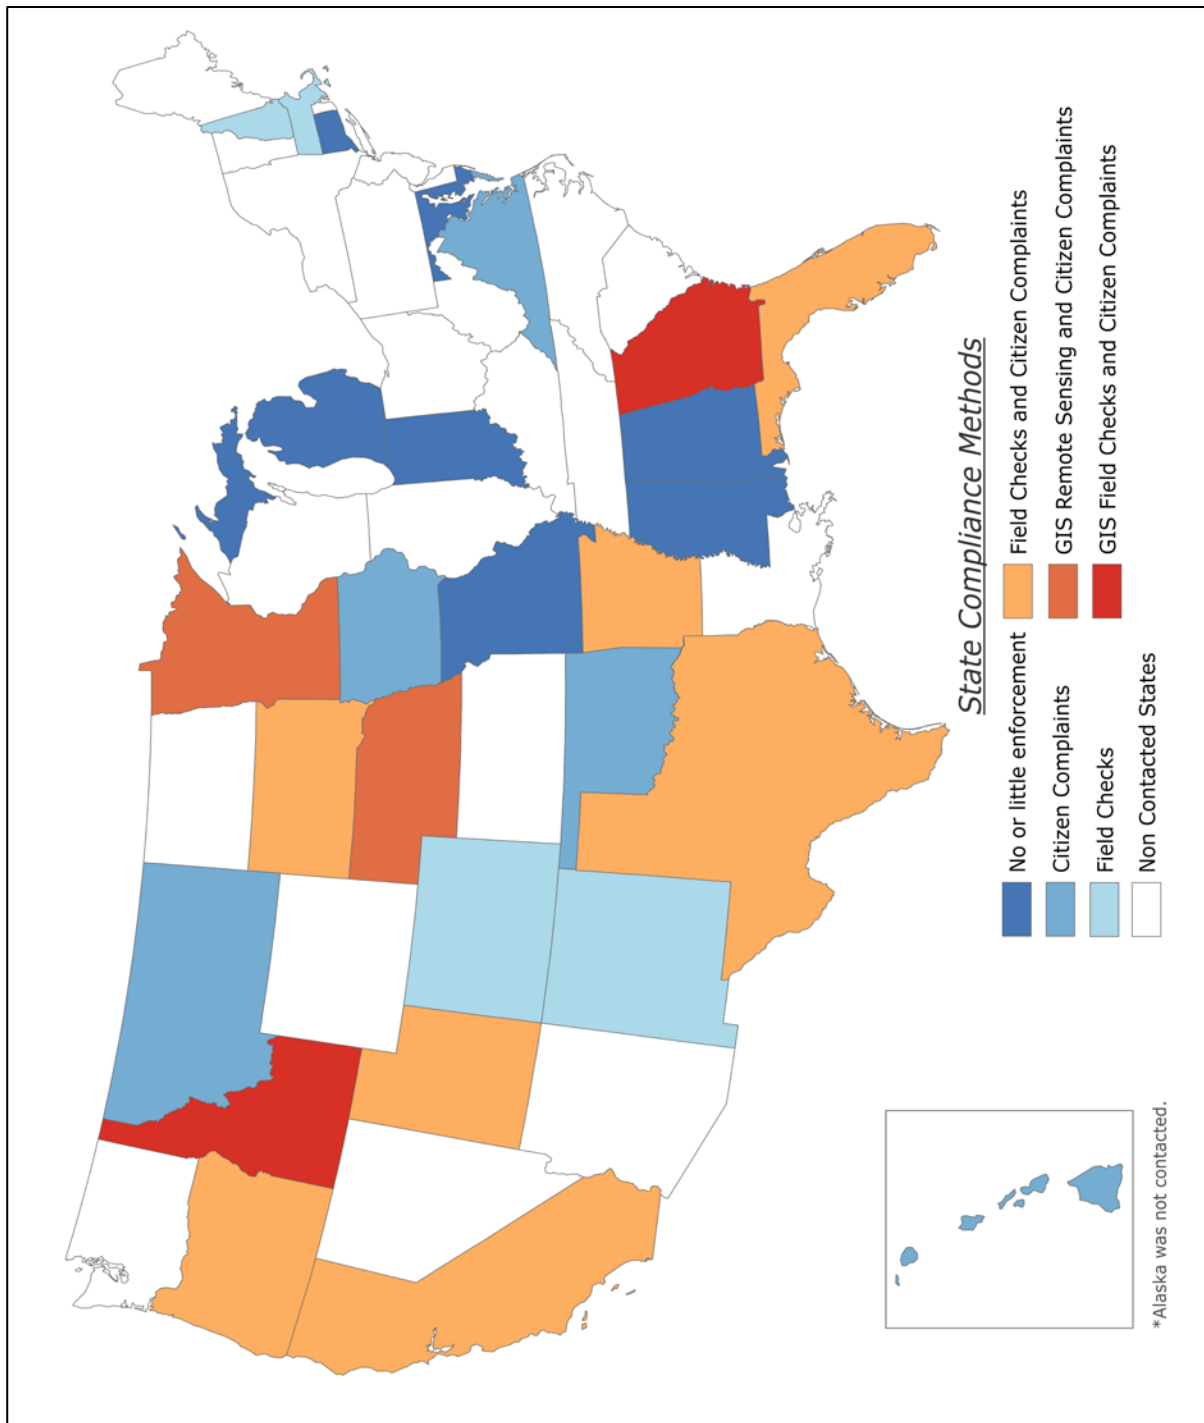 State Compliance Methods
No or little enforcement
Citizen Complaints
Field Checks
Non Contacted States
Field Checks and Citizen Complaints
GIS Remote Sensing and Citizen Complaints
GIS Field Checks and Citizen Complaints
*Alaska was not contacted.